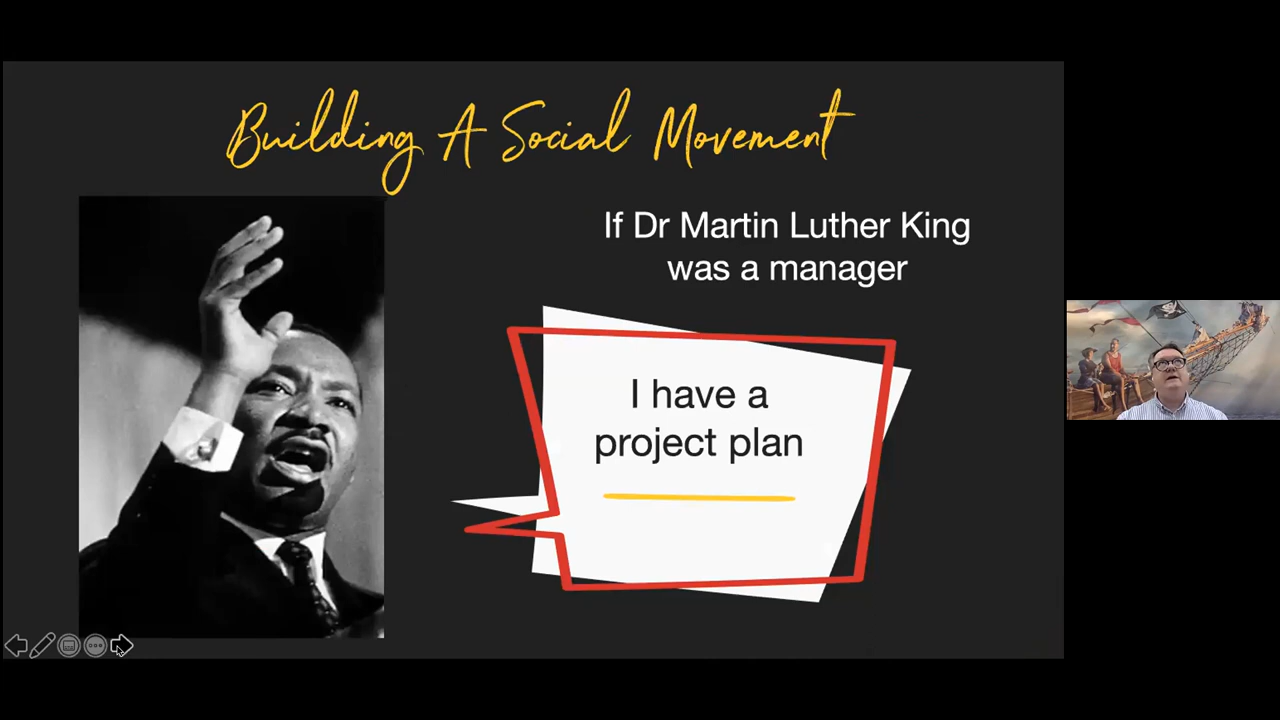 Building A Social Movement
If Dr Martin Luther King
was a manager
I have a
project plan